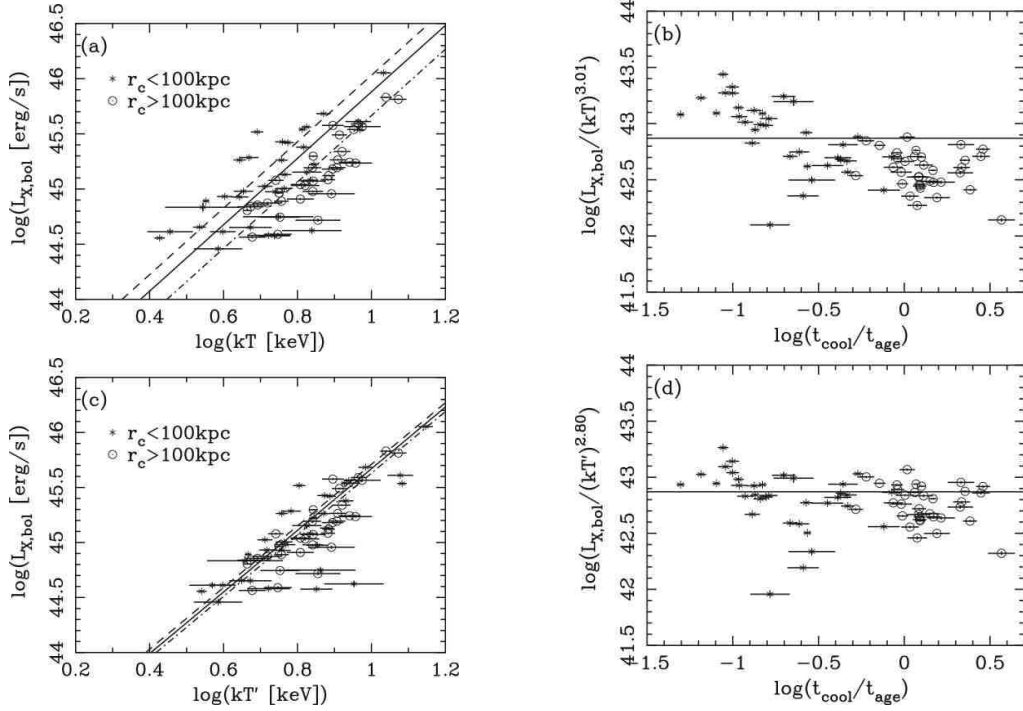 (a)
* r_c<100kpc
⊙ r_c>100kpc
log(L_X,bol [erg/s])
46.5
46
45.5
45
44.5
44
0.2 0.4 0.6 0.8 1 1.2
log(kT [keV])
(b)
log(L_X,bol/(kT)^3.01)
44
43.5
43
42.5
42
41.5
-1.5 -1 -0.5 0 0.5
log(t_cool/t_age)
(c)
* r_c<100kpc
⊙ r_c>100kpc
log(L_X,bol [erg/s])
46.5
46
45.5
45
44.5
44
0.2 0.4 0.6 0.8 1 1.2
log(kT' [keV])
(d)
log(L_X,bol/(kT')^2.80)
44
43.5
43
42.5
42
41.5
-1.5 -1 -0.5 0 0.5
log(t_cool/t_age)